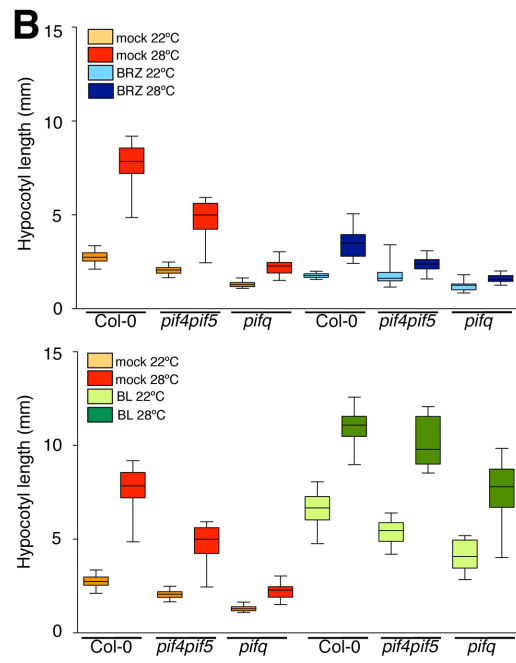 B
15
mock 22ºC
mock 28ºC
BRZ 22ºC
BRZ 28ºC
10
5
0
Hypocotyl length (mm)
Col-0 pif4pif5 pifq Col-0 pif4pif5 pifq
15
mock 22ºC
mock 28ºC
BL 22ºC
BL 28ºC
10
5
0
Hypocotyl length (mm)
Col-0 pif4pif5 pifq Col-0 pif4pif5 pifq